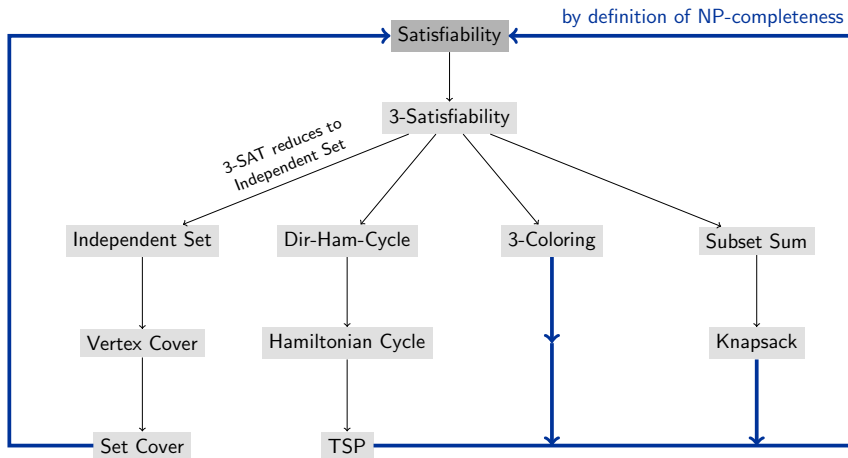 by definition of NP-completeness
Satisfiability
3-Satisfiability
3-SAT reduces to
Independent Set
Independent Set
Dir-Ham-Cycle
3-Coloring
Subset Sum
Vertex Cover
Hamiltonian Cycle
Knapsack
Set Cover
TSP